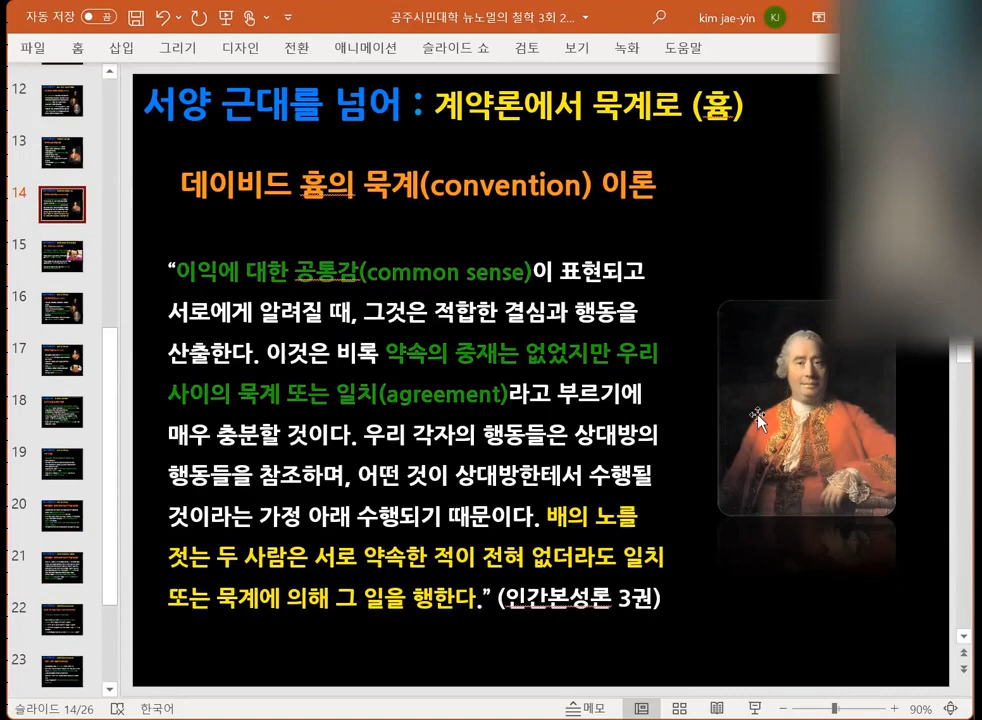 자동 저장 끔
공주시민대학 뉴노멀의 철학 3회 2...
kim jae-yin KJ
파일 홈 삽입 그리기 디자인 전환 애니메이션 슬라이드 쇼 검토 보기 녹화 도움말
12
13
14
15
16
17
18
19
20
21
22
23
서양 근대를 넘어 : 계약론에서 묵계로 (흄)
데이비드 흄의 묵계(convention) 이론
“이익에 대한 공통감(common sense)이 표현되고
서로에게 알려질 때, 그것은 적합한 결심과 행동을
산출한다. 이것은 비록 약속의 중재는 없었지만 우리
사이의 묵계 또는 일치(agreement)라고 부르기에
매우 충분할 것이다. 우리 각자의 행동들은 상대방의
행동들을 참조하며, 어떤 것이 상대방한테서 수행될
것이라는 가정 아래 수행되기 때문이다. 배의 노를
젓는 두 사람은 서로 약속한 적이 전혀 없더라도 일치
또는 묵계에 의해 그 일을 행한다.” (인간본성론 3권)
슬라이드 14/26 한국어 메모 90%